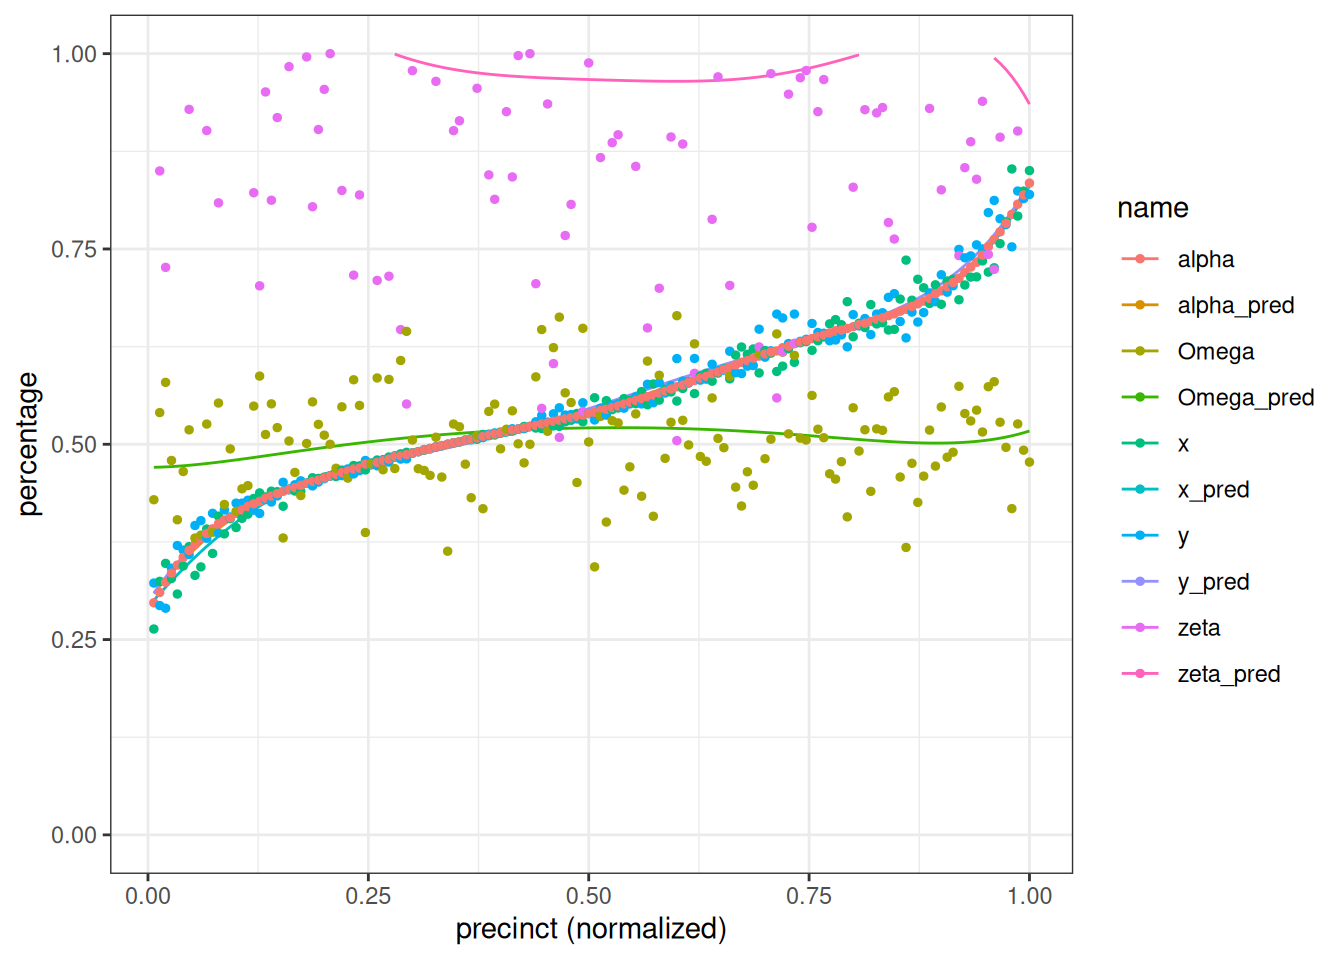 1.00
0.75
0.50
0.25
0.00
percentage
0.00 0.25 0.50 0.75 1.00
precinct (normalized)
name
alpha
alpha_pred
Omega
Omega_pred
x
x_pred
y
y_pred
zeta
zeta_pred